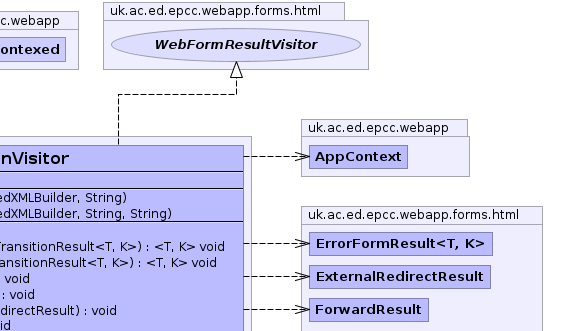 c.webapp
ontexed
uk.ac.ed.epcc.webapp.forms.html
WebFormResultVisitor
nVisitor
edXMLBuilder, String)
edXMLBuilder, String, String)
TransitionResult<T, K>) : <T, K> void
ansitionResult<T, K>) : <T, K> void
void
: void
directResult) : void
id
uk.ac.ed.epcc.webapp
AppContext
uk.ac.ed.epcc.webapp.forms.html
ErrorFormResult<T, K>
ExternalRedirectResult
ForwardResult